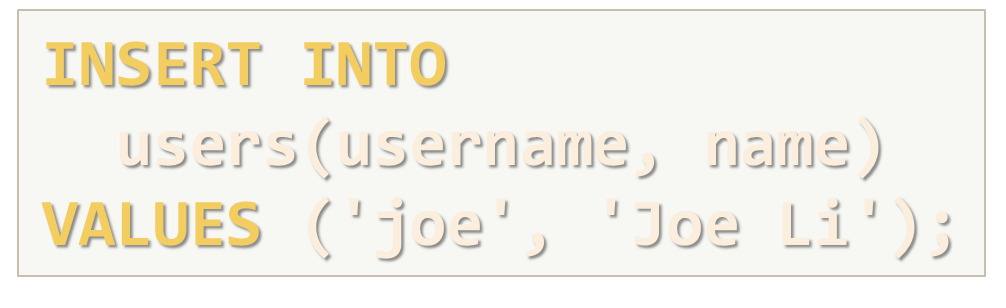 INSERT INTO
  users(username, name)
VALUES ('joe', 'Joe Li');